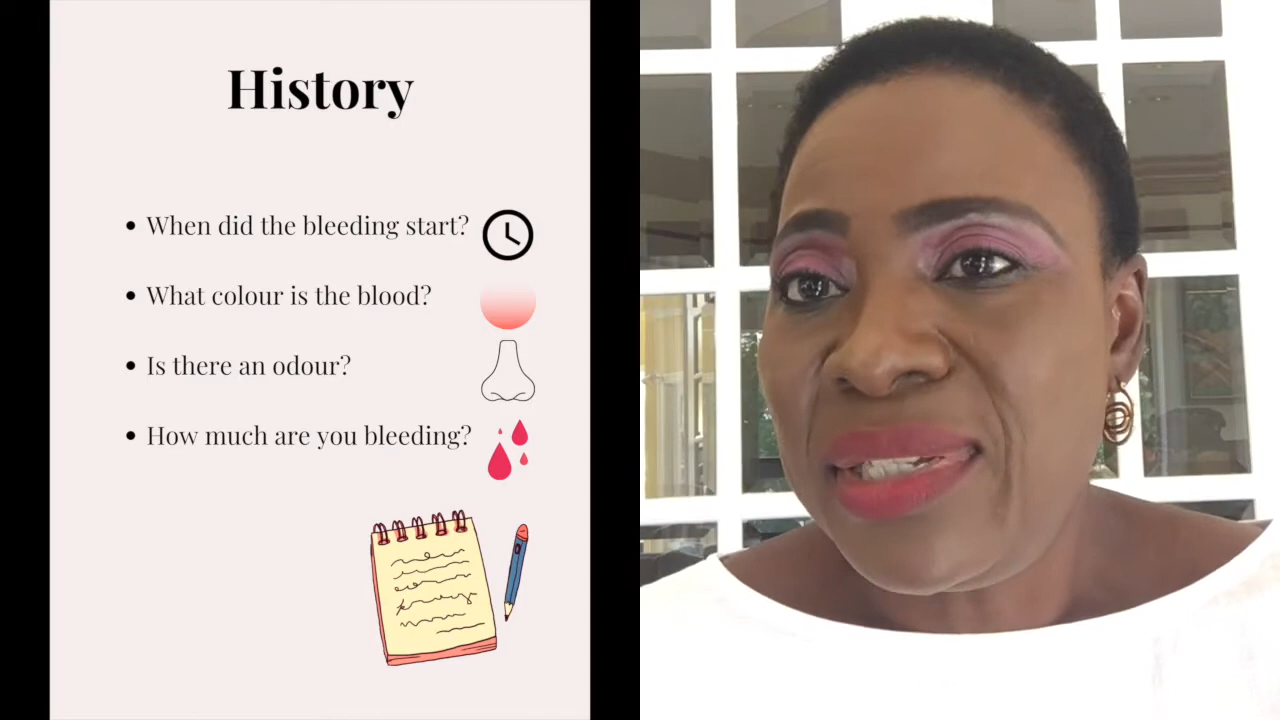 History
When did the bleeding start?
What colour is the blood?
Is there an odour?
How much are you bleeding?